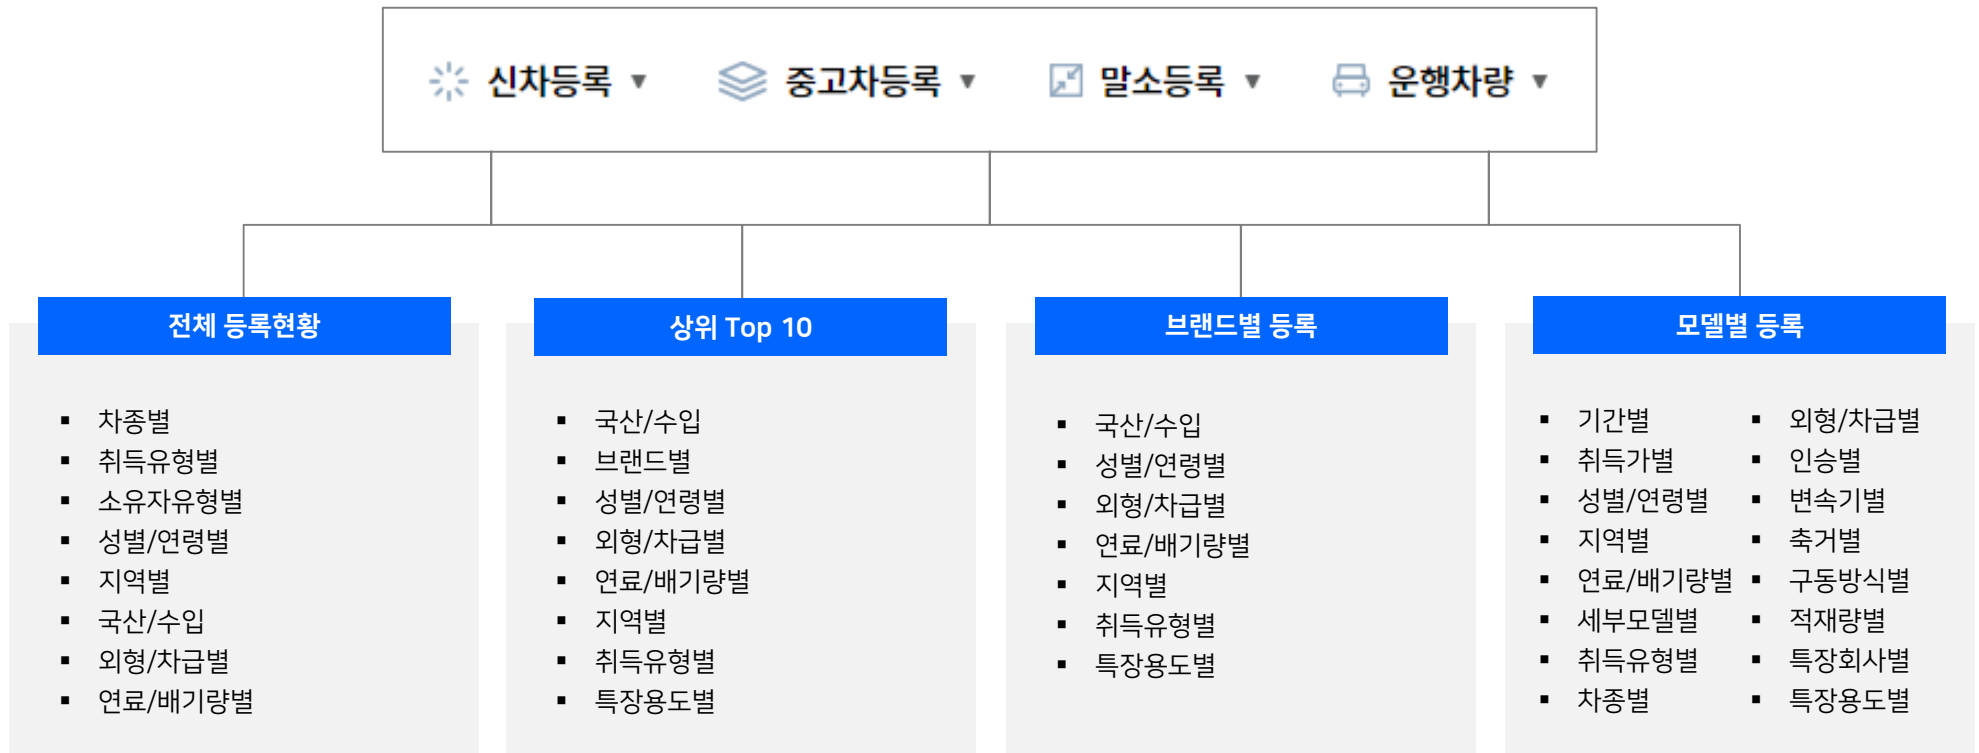 신차등록 ▼ 중고차등록 ▼ 말소등록 ▼ 운행차량 ▼
전체 등록현황
▪ 차종별
▪ 취득유형별
▪ 소유자유형별
▪ 성별/연령별
▪ 지역별
▪ 국산/수입
▪ 외형/차급별
▪ 연료/배기량별
상위 Top 10
▪ 국산/수입
▪ 브랜드별
▪ 성별/연령별
▪ 외형/차급별
▪ 연료/배기량별
▪ 지역별
▪ 취득유형별
▪ 특장용도별
브랜드별 등록
▪ 국산/수입
▪ 성별/연령별
▪ 외형/차급별
▪ 연료/배기량별
▪ 지역별
▪ 취득유형별
▪ 특장용도별
모델별 등록
▪ 기간별
▪ 취득가별
▪ 성별/연령별
▪ 지역별
▪ 연료/배기량별
▪ 세부모델별
▪ 취득유형별
▪ 차종별
▪ 외형/차급별
▪ 인승별
▪ 변속기별
▪ 축거별
▪ 구동방식별
▪ 적재량별
▪ 특장회사별
▪ 특장용도별